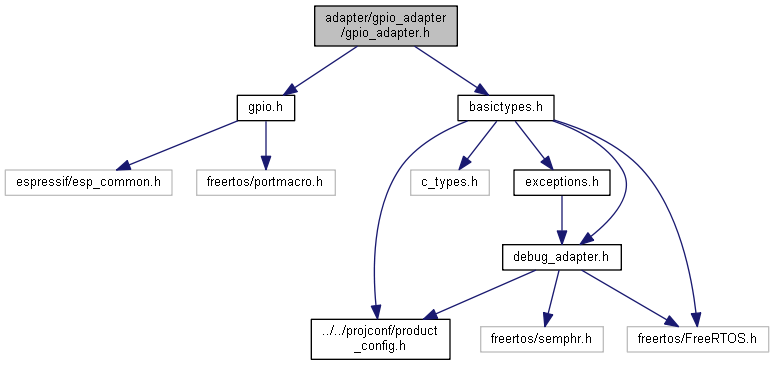 adapter/gpio_adapter
/gpio_adapter.h
gpio.h
basictypes.h
espressif/esp_common.h
freertos/portmacro.h
c_types.h
exceptions.h
debug_adapter.h
../../projconf/product
_config.h
freertos/semphr.h
freertos/FreeRTOS.h